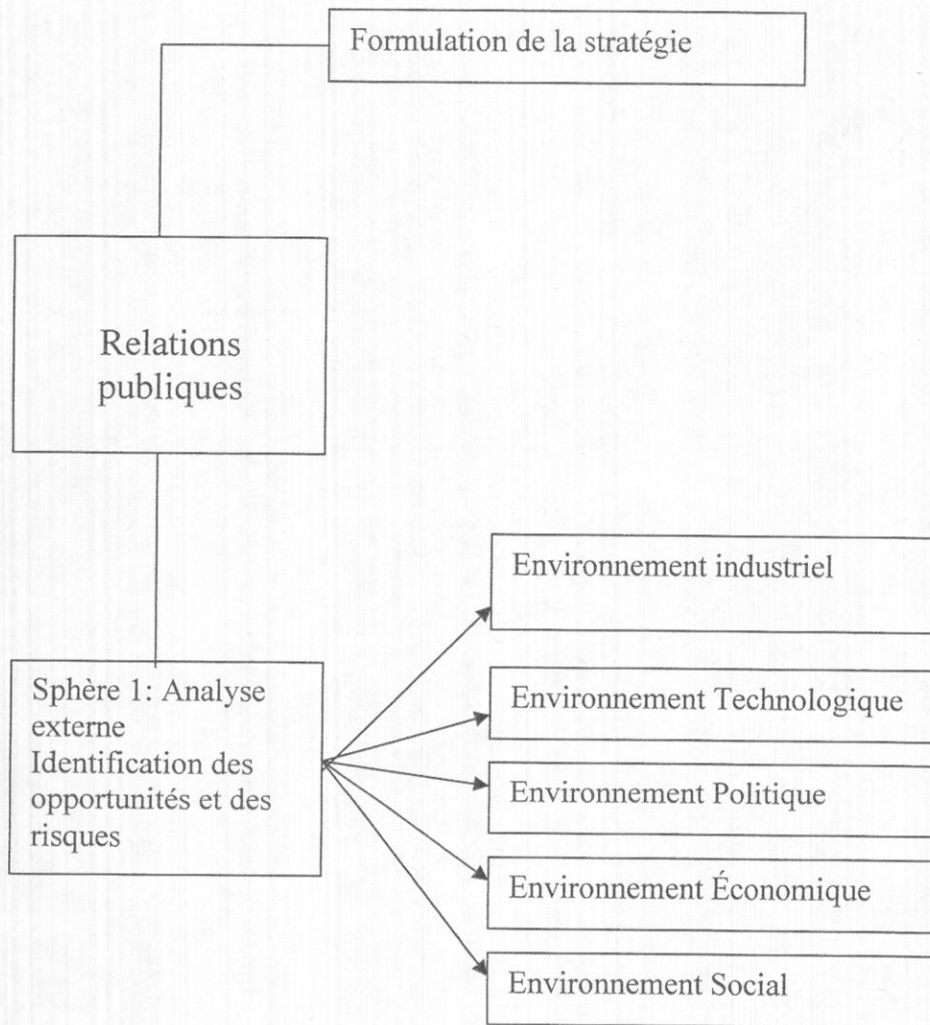 Formulation de la stratégie
Relations
publiques
Environnement industriel
Sphère 1: Analyse
externe
Identification des
opportunités et des
risques
Environnement Technologique
Environnement Politique
Environnement Économique
Environnement Social